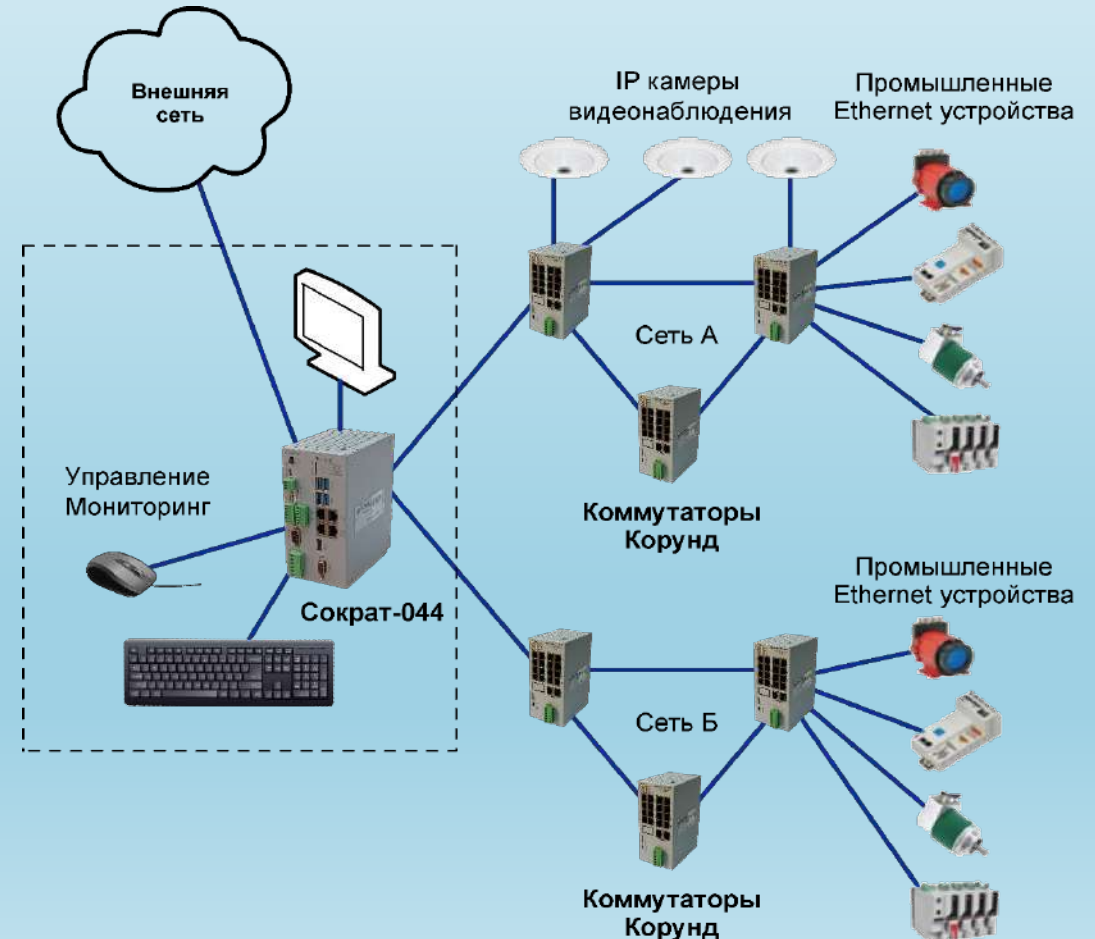 Внешняя
сеть
IP камеры
видеонаблюдения
Промышленные
Ethernet устройства
Сеть А
Управление
Мониторинг
Коммутаторы
Корунд
Сократ-044
Промышленные
Ethernet устройства
Сеть Б
Коммутаторы
Корунд